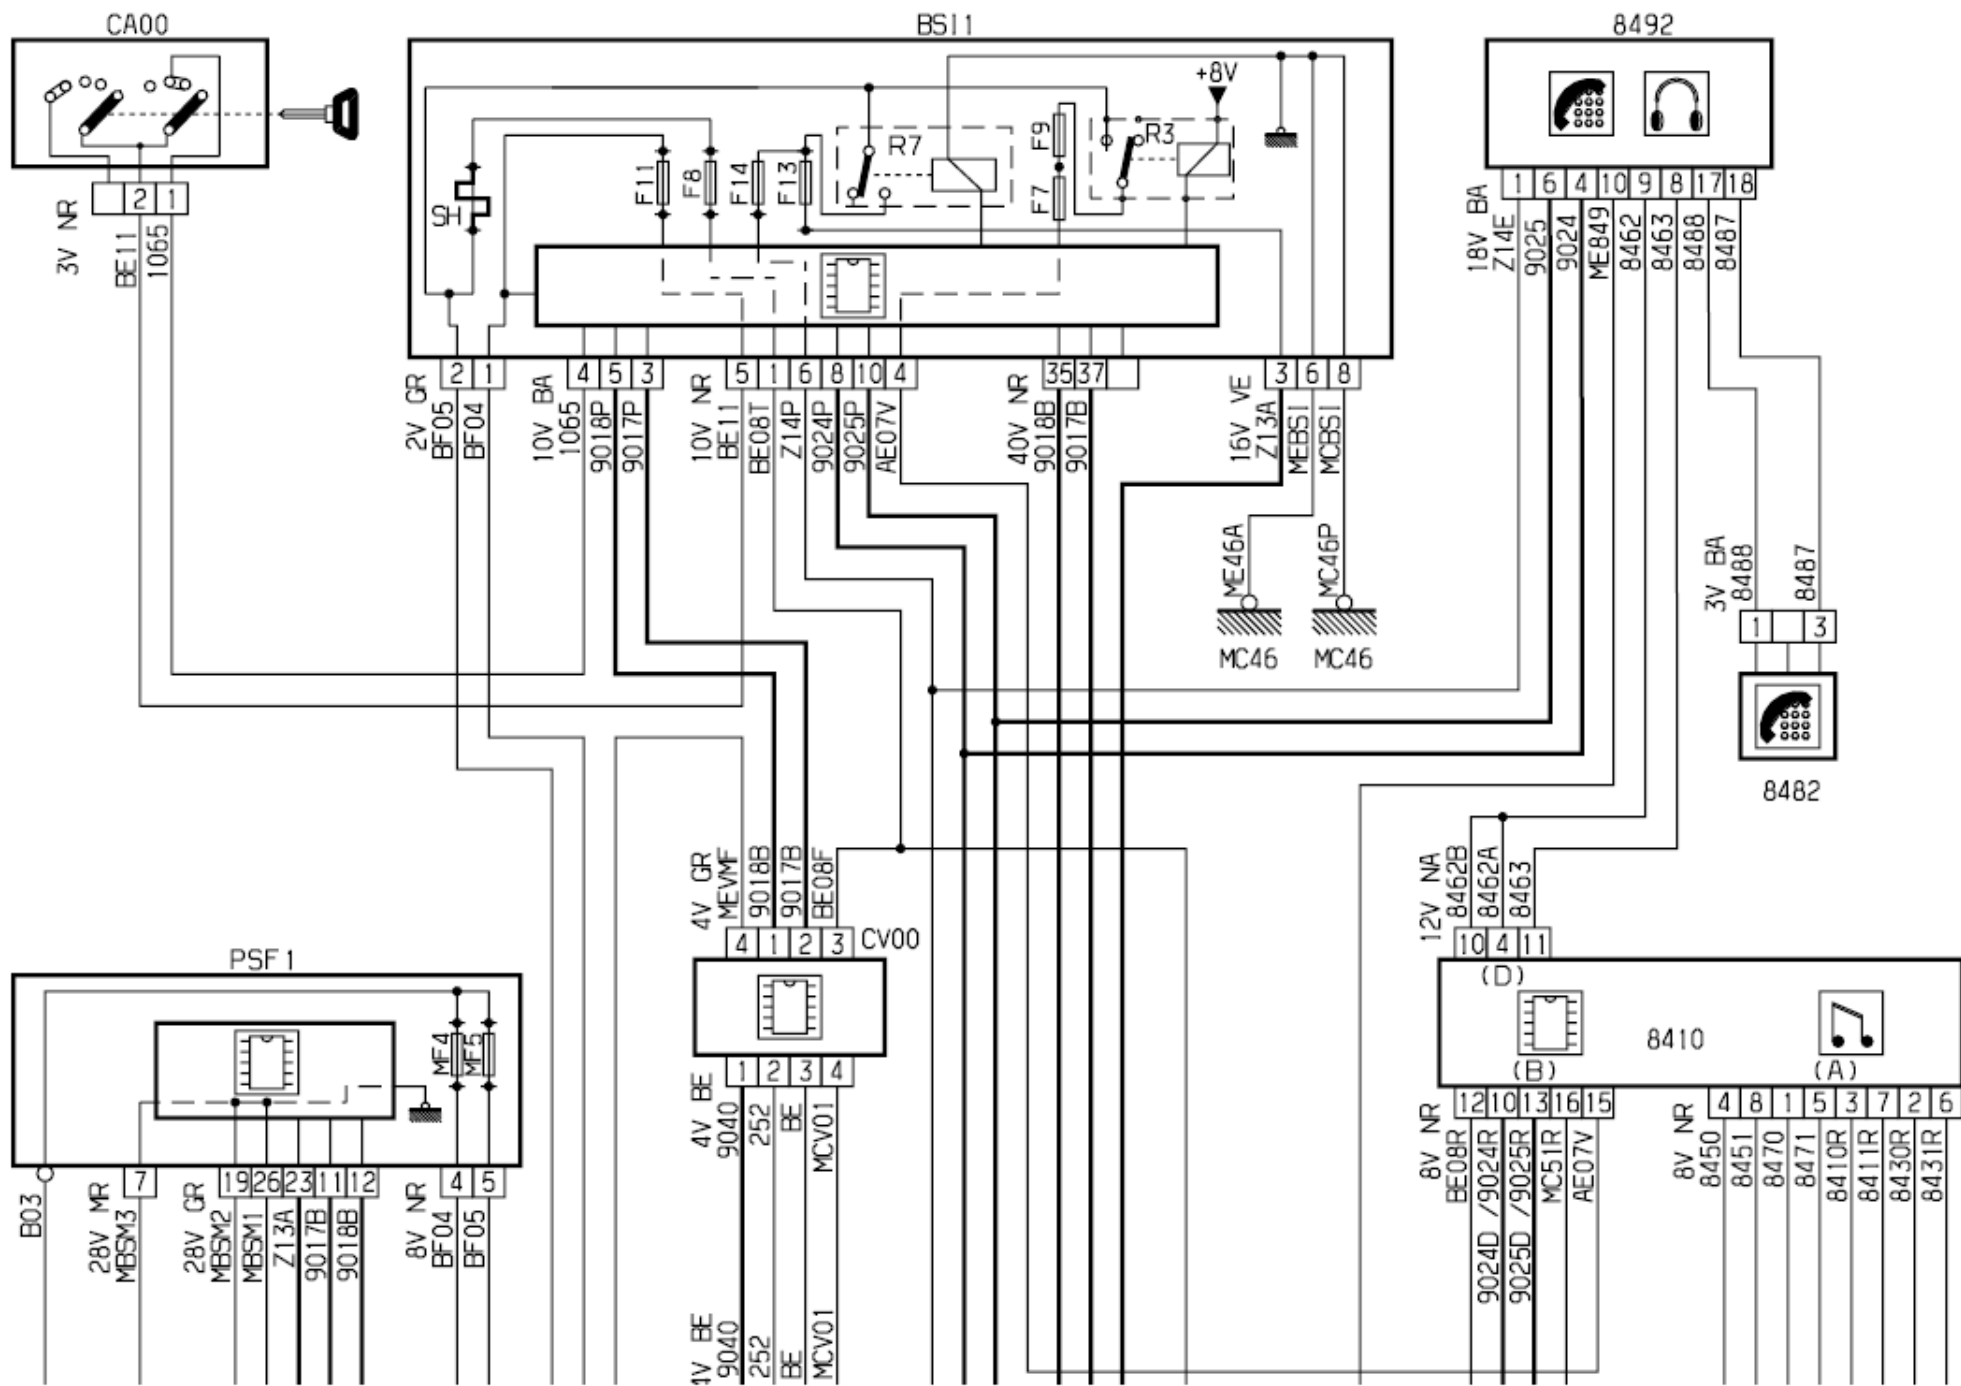 CA00
BSI1
8492
+8V
R7
F9
R3
F11
F8
F14
F13
F7
SH
2 1
3V NR
BE11
1065
1 6 4 10 9 8 17 18
18V BA
Z14E
9025
9024
ME849
8462
8463
8488
8487
2 1
2V GR
BF05
BF04
4 5 3
10V BA
1065
9018P
9017P
5 1 6 8 10 4
10V NR
BE11
BE08T
Z14P
9024P
9025P
AE07V
35 37
40V NR
9018B
9017B
3 6 8
16V VE
Z13A
MEBSI
MCBSI
ME46A
MC46P
MC46
MC46
3V BA
8488
8487
1 3
8482
4V GR
MEVMF
9018B
9017B
BE08F
4 1 2 3
CV00
1 2 3 4
4V BE
9040
252
BE
MCV01
4V BE
9040
252
BE
MCV01
12V NA
8462B
8462A
8463
10 4 11
(D)
8410
(B)
(A)
12 10 13 16 15
8V NR
BE08R
9024D /9024R
9025D /9025R
MC51R
AE07V
4 8 1 5 3 7 2 6
8V NR
8450
8451
8470
8471
8410R
8411R
8430R
8431R
PSF1
MF4
MF5
B03
7
28V MR
MBSM3
19 26 23 11 12
28V GR
MBSM2
MBSM1
Z13A
9017B
9018B
4 5
8V NR
BF04
BF05